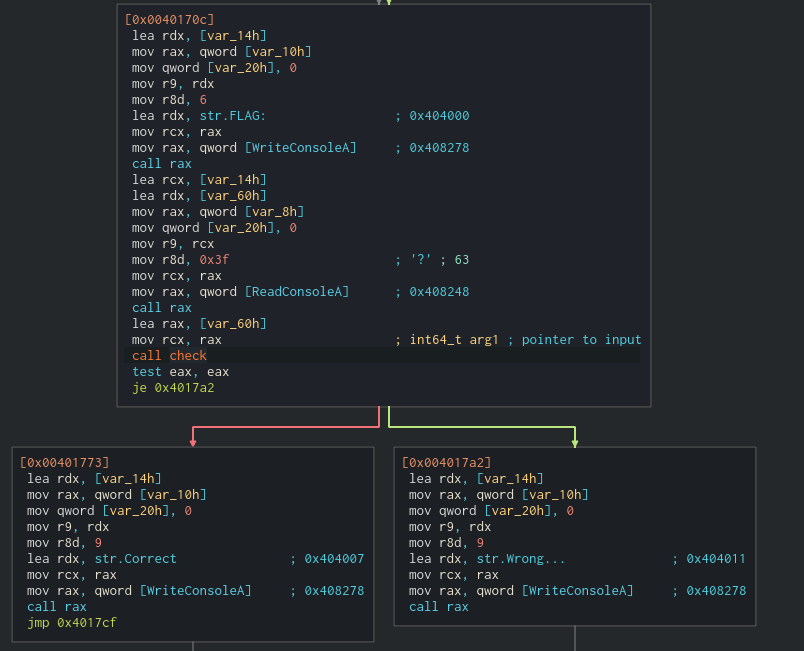 [0x0040170c]
lea rdx, [var_14h]
mov rax, qword [var_10h]
mov qword [var_20h], 0
mov r9, rdx
mov r8d, 6
lea rdx, str.FLAG: ; 0x404000
mov rcx, rax
mov rax, qword [WriteConsoleA] ; 0x408278
call rax
lea rcx, [var_14h]
lea rdx, [var_60h]
mov rax, qword [var_8h]
mov qword [var_20h], 0
mov r9, rcx
mov r8d, 0x3f ; '?' ; 63
mov rcx, rax
mov rax, qword [ReadConsoleA] ; 0x408248
call rax
lea rax, [var_60h]
mov rcx, rax ; int64_t arg1 ; pointer to input
call check
test eax, eax
je 0x4017a2
[0x00401773]
lea rdx, [var_14h]
mov rax, qword [var_10h]
mov qword [var_20h], 0
mov r9, rdx
mov r8d, 9
lea rdx, str.Correct ; 0x404007
mov rcx, rax
mov rax, qword [WriteConsoleA] ; 0x408278
call rax
jmp 0x4017cf
[0x004017a2]
lea rdx, [var_14h]
mov rax, qword [var_10h]
mov qword [var_20h], 0
mov r9, rdx
mov r8d, 9
lea rdx, str.Wrong... ; 0x404011
mov rcx, rax
mov rax, qword [WriteConsoleA] ; 0x408278
call rax